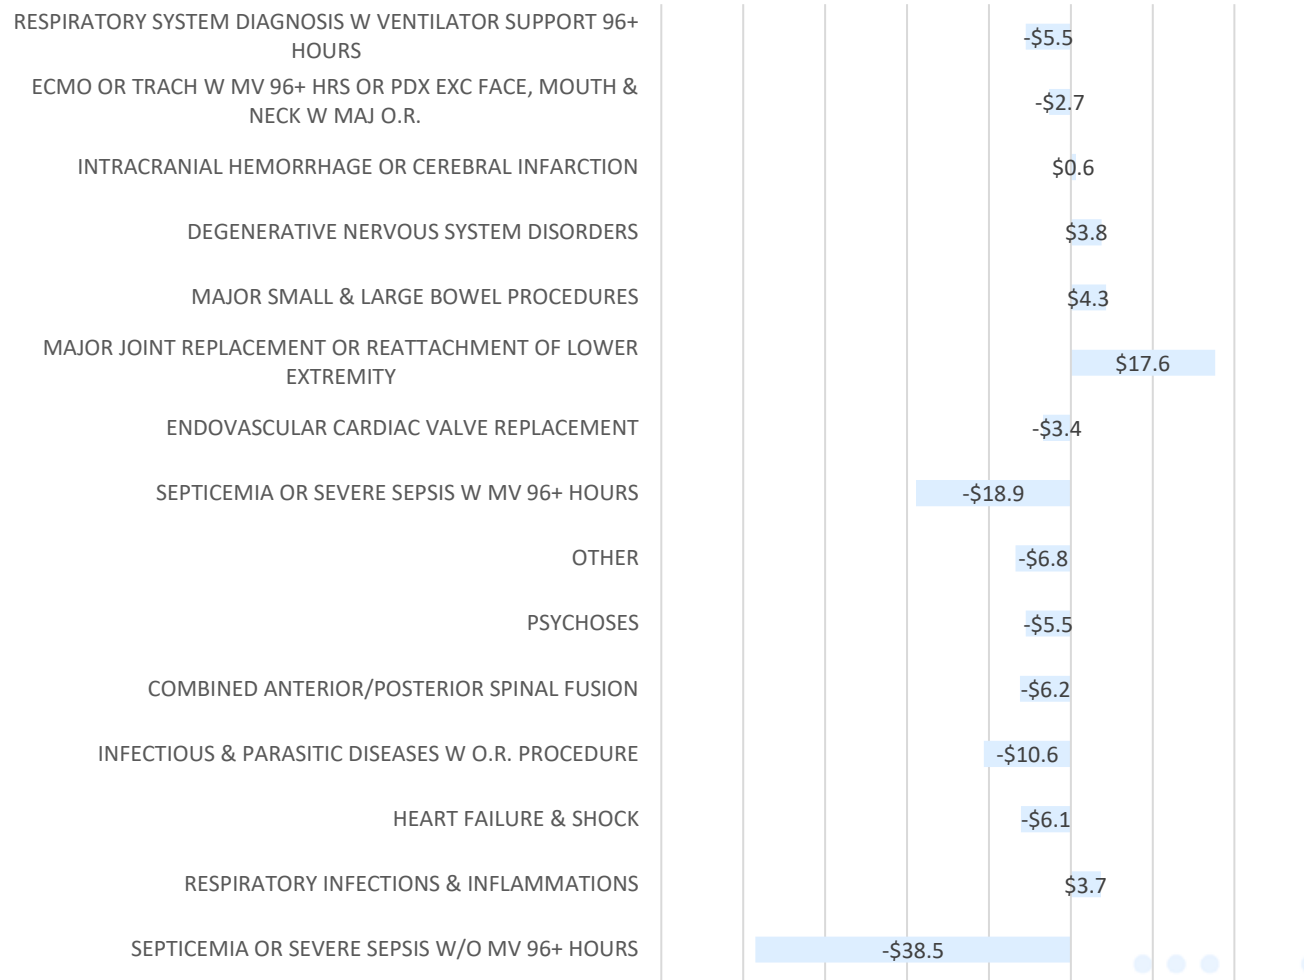 RESPIRATORY SYSTEM DIAGNOSIS W VENTILATOR SUPPORT 96+
HOURS
-$5.5
ECMO OR TRACH W MV 96+ HRS OR PDX EXC FACE, MOUTH &
NECK W MAJ O.R.
-$2.7
INTRACRANIAL HEMORRHAGE OR CEREBRAL INFARCTION
$0.6
DEGENERATIVE NERVOUS SYSTEM DISORDERS
$3.8
MAJOR SMALL & LARGE BOWEL PROCEDURES
$4.3
MAJOR JOINT REPLACEMENT OR REATTACHMENT OF LOWER
EXTREMITY
$17.6
ENDOVASCULAR CARDIAC VALVE REPLACEMENT
-$3.4
SEPTICEMIA OR SEVERE SEPSIS W MV 96+ HOURS
-$18.9
OTHER
-$6.8
PSYCHOSES
-$5.5
COMBINED ANTERIOR/POSTERIOR SPINAL FUSION
-$6.2
INFECTIOUS & PARASITIC DISEASES W O.R. PROCEDURE
-$10.6
HEART FAILURE & SHOCK
-$6.1
RESPIRATORY INFECTIONS & INFLAMMATIONS
$3.7
SEPTICEMIA OR SEVERE SEPSIS W/O MV 96+ HOURS
-$38.5